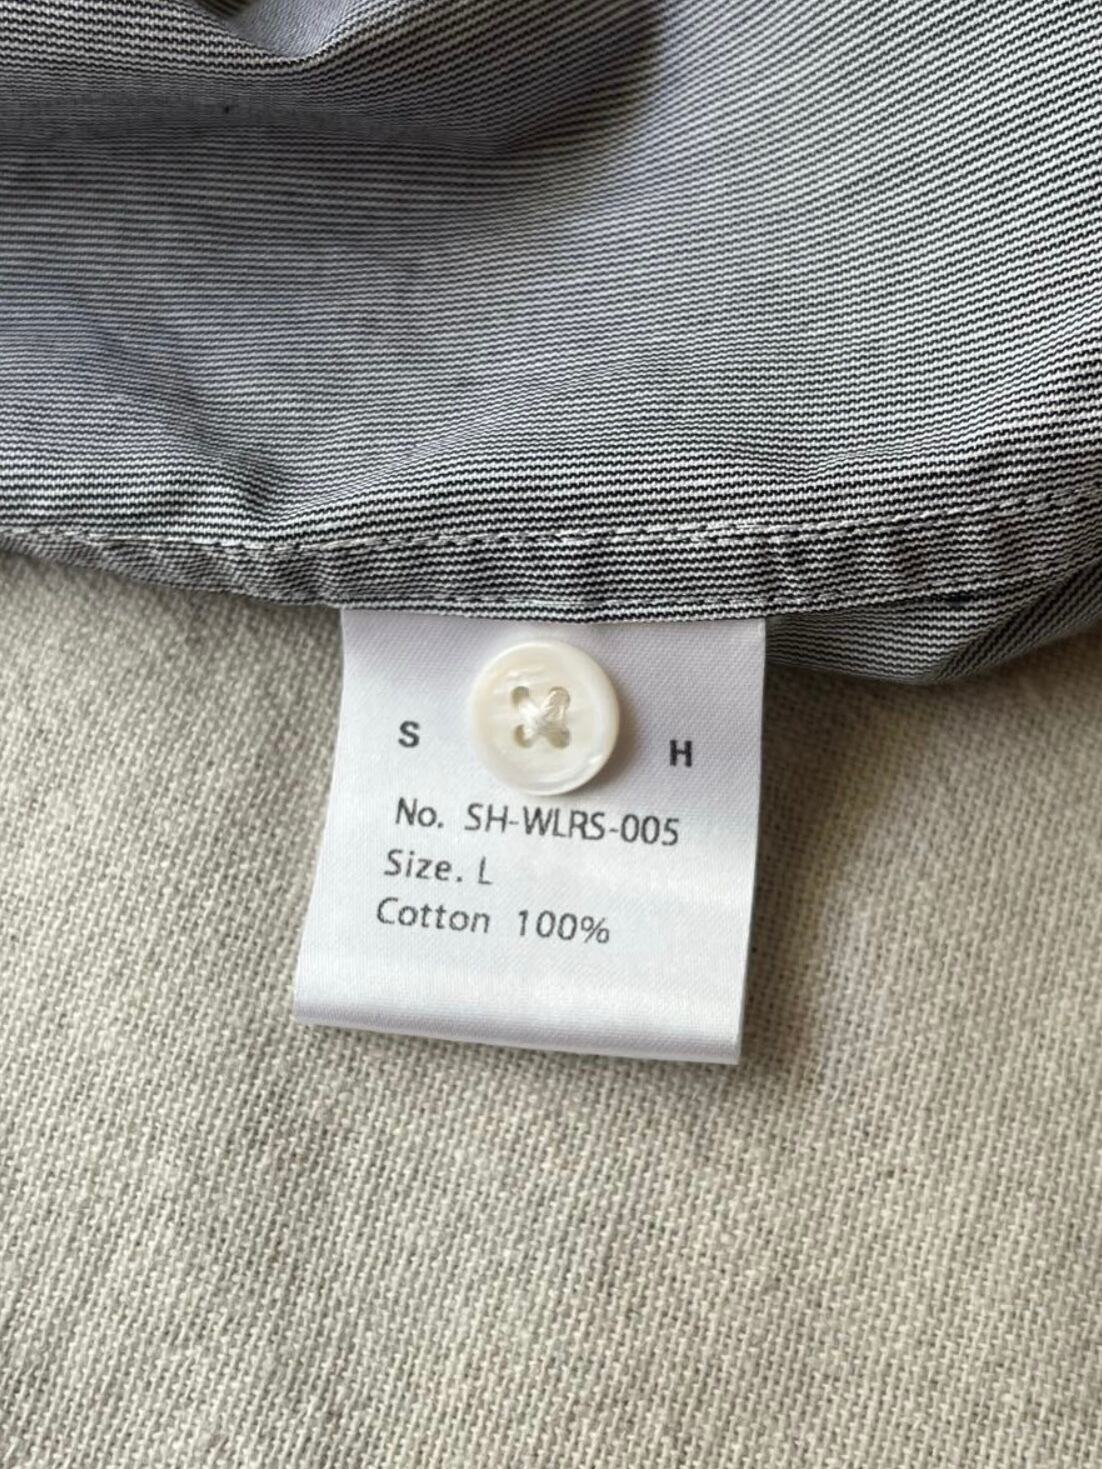 S H
No. SH-WLRS-005
Size. L
Cotton 100%